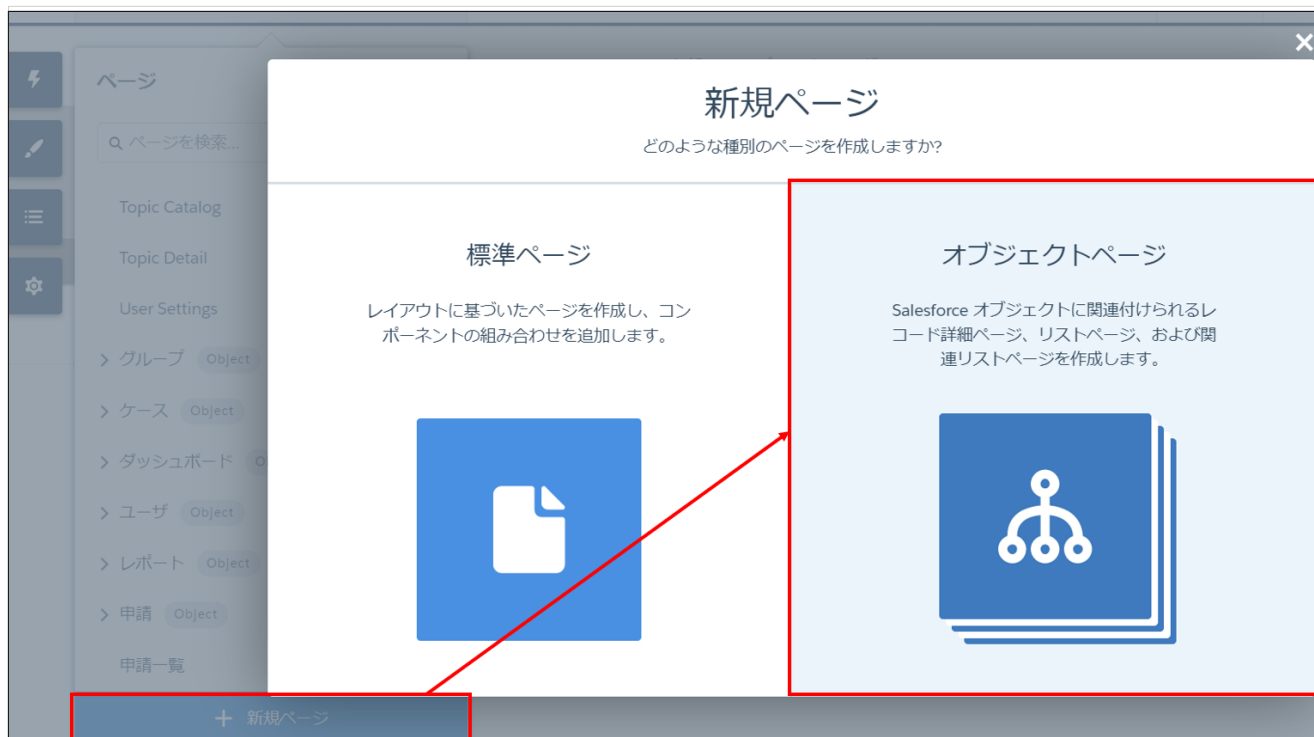 ページ
ページを検索...
Topic Catalog
Topic Detail
User Settings
グループ Object
ケース Object
ダッシュボード O
ユーザ Object
レポート Object
申請 Object
申請一覧
+ 新規ページ
新規ページ
どのような種別のページを作成しますか?
標準ページ
レイアウトに基づいたページを作成し、コン
ポーネントの組み合わせを追加します。
オブジェクトページ
Salesforce オブジェクトに関連付けられるレ
コード詳細ページ、リストページ、および関
連リストページを作成します。